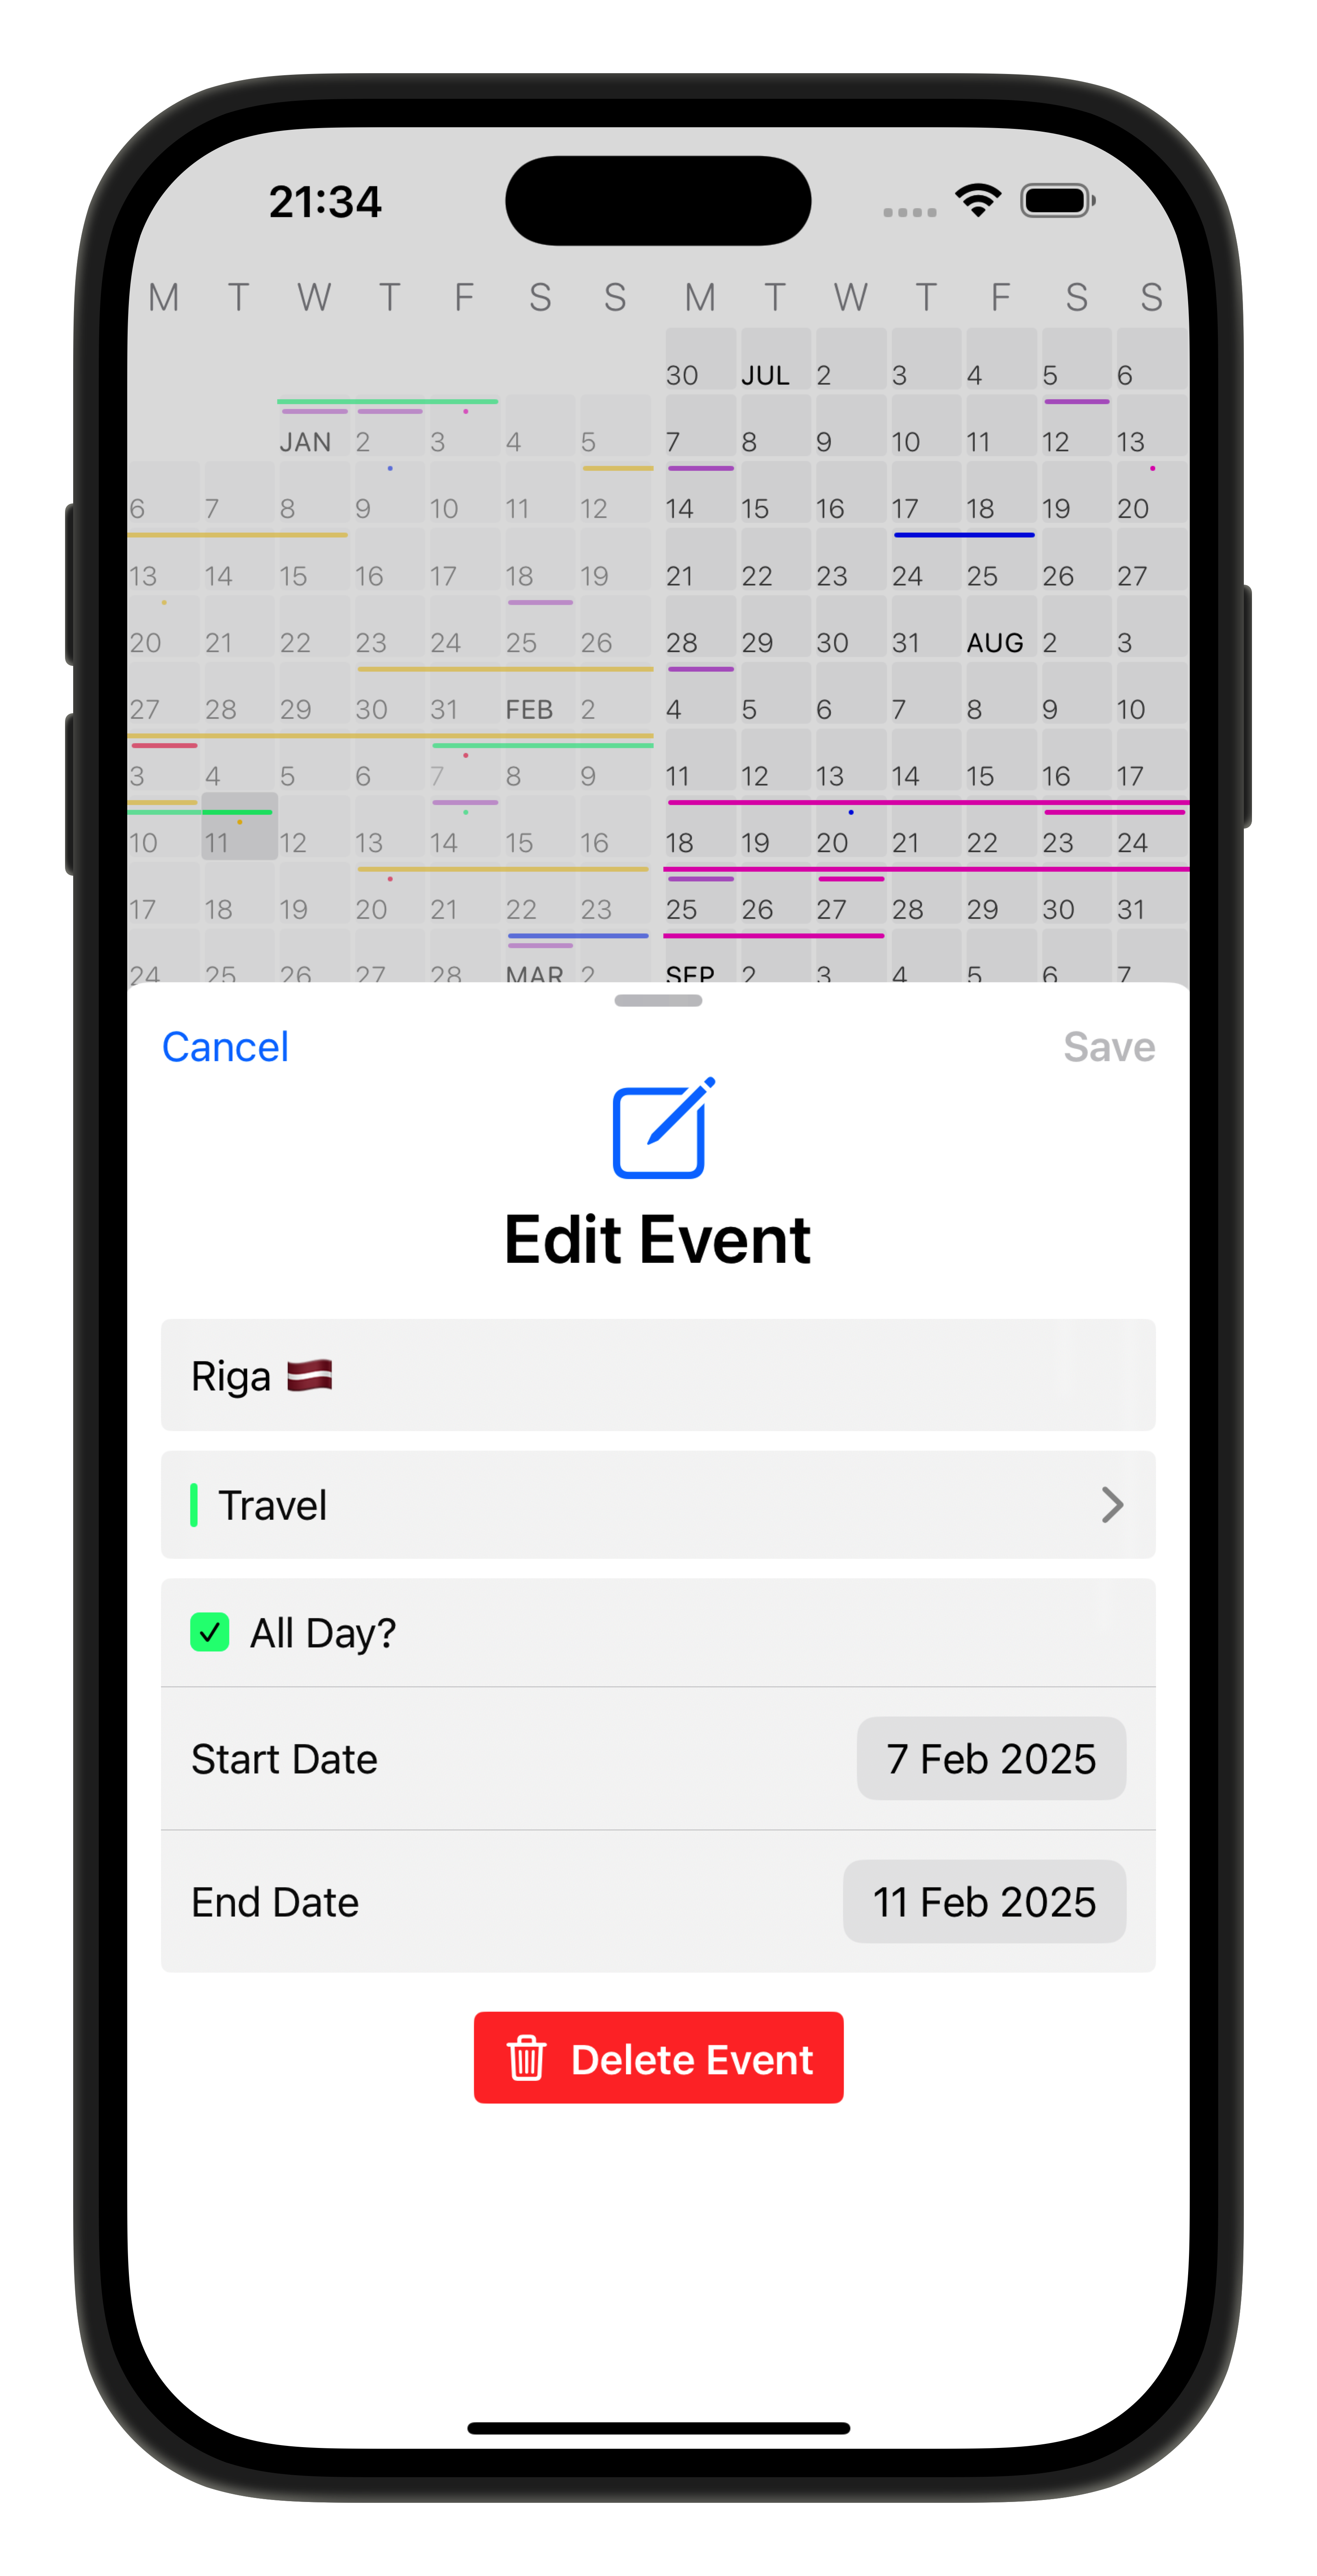 21:34
M T W T F S S M T W T F S S
30 JUL 2 3 4 5 6
JAN 2 3 4 5 7 8 9 10 11 12 13
6 7 8 9 10 11 12 14 15 16 17 18 19 20
13 14 15 16 17 18 19 21 22 23 24 25 26 27
20 21 22 23 24 25 26 28 29 30 31 AUG 2 3
27 28 29 30 31 FEB 2 4 5 6 7 8 9 10
3 4 5 6 7 8 9 11 12 13 14 15 16 17
10 11 12 13 14 15 16 18 19 20 21 22 23 24
17 18 19 20 21 22 23 25 26 27 28 29 30 31
24 25 26 27 28 MAR 2 SEP 2 3 4 5 6 7
Cancel Save
Edit Event
Riga 🇱🇻
Travel
All Day?
Start Date 7 Feb 2025
End Date 11 Feb 2025
Delete Event